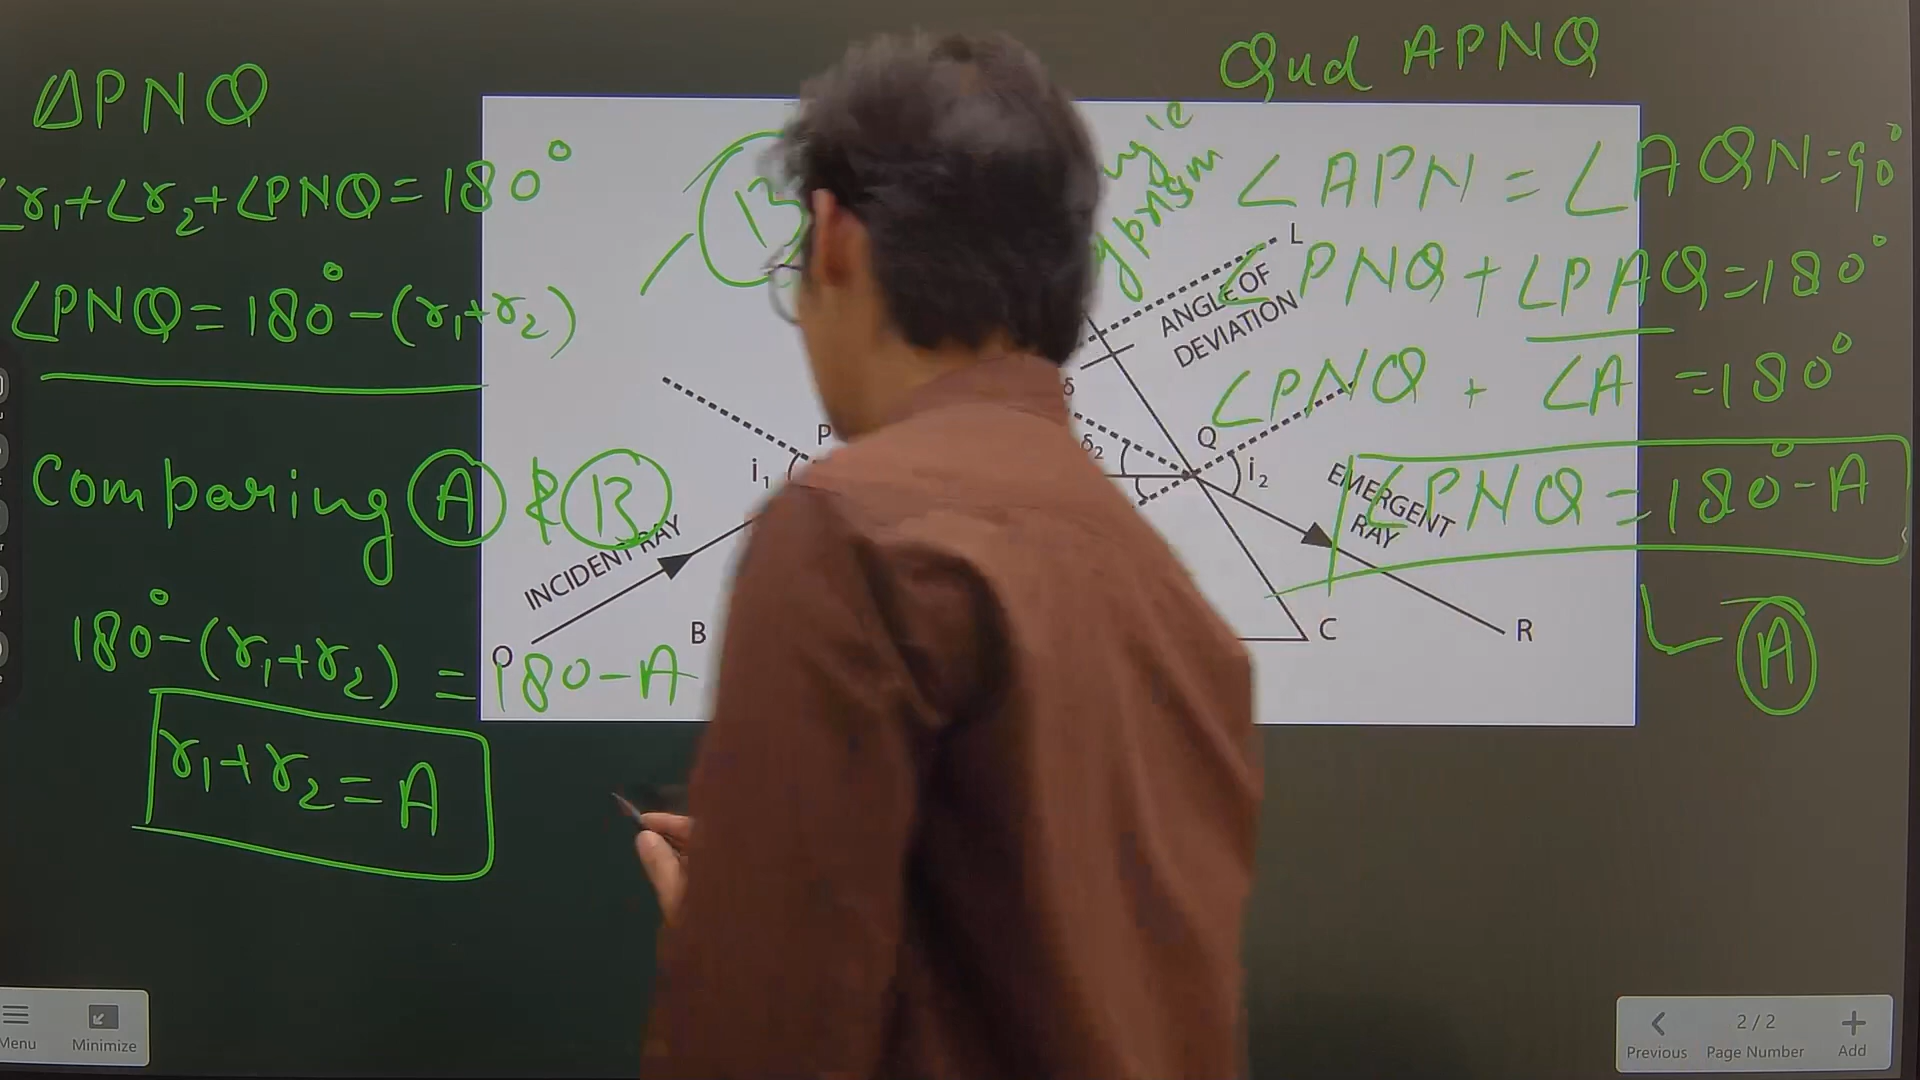 ΔPNQ
∠r₁+∠r₂+∠PNQ=180°
∠PNQ=180°-(r₁+r₂)
Comparing Ⓐ & Ⓑ
180°-(r₁+r₂)=180-A
r₁+r₂=A
B
prism
L
ANGLE OF
DEVIATION
δ
δ₂
P
i₁
Q
i₂
INCIDENT RAY
EMERGENT
RAY
O
B
C
R
Qud APNQ
∠APN=∠AQN=90°
∠PNQ+∠PAQ=180°
∠PNQ + ∠A =180°
∠PNQ=180°-A
Ⓐ
Menu
Minimize
Previous
2 / 2
Page Number
Add